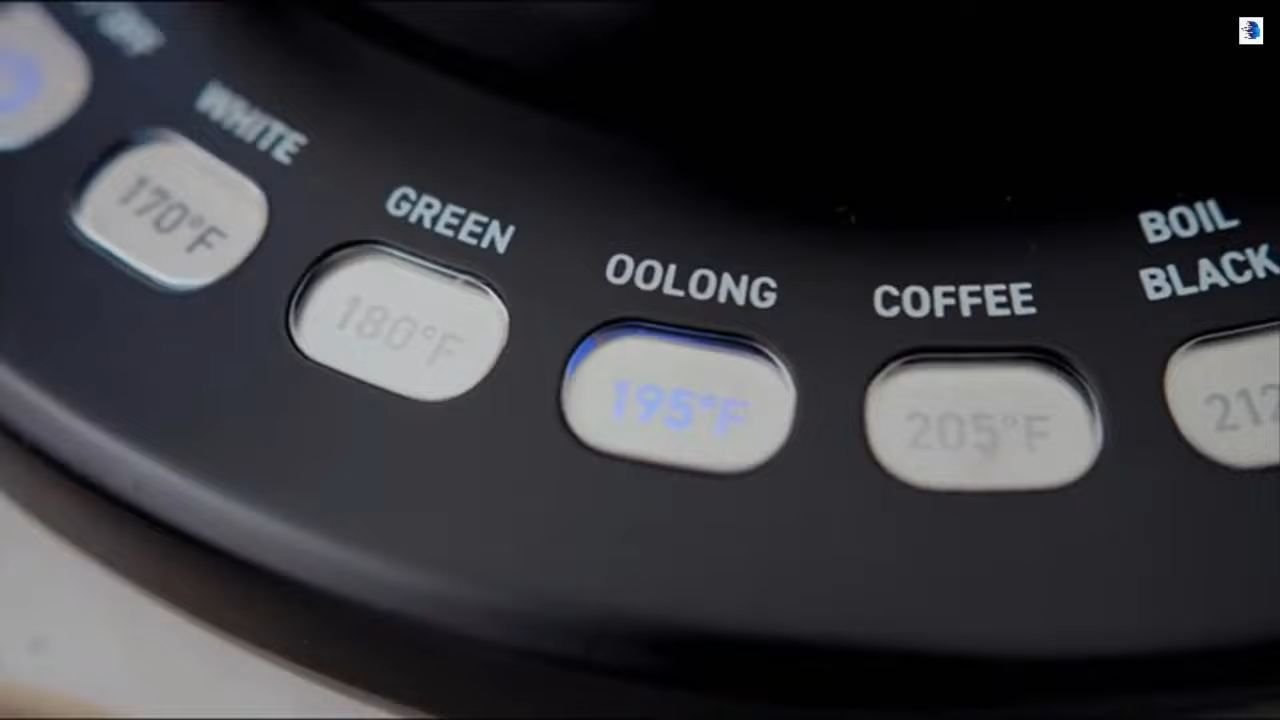 WHITE
170°F
GREEN
180°F
OOLONG
195°F
COFFEE
205°F
BOIL
BLACK